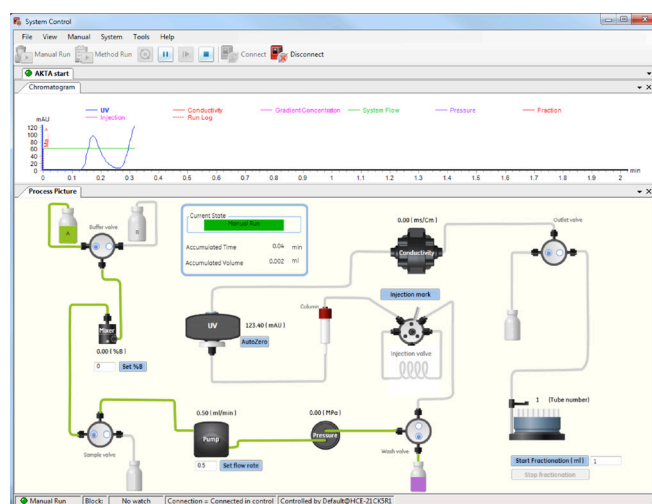 System Control
File View Manual System Tools Help
Manual Run Method Run Connect Disconnect
AKTA start
Chromatogram
UV Conductivity Gradient Concentration System Flow Pressure Fraction
Injection Run Log
mAU
120
100
80
60
40
20
0
0 0.1 0.2 0.3 0.4 0.5 0.6 0.7 0.8 0.9 1 1.1 1.2 1.3 1.4 1.5 1.6 1.7 1.8 1.9 2 min
Process Picture
A
B
Buffer valve
Current State
Manual Run
Accumulated Time 0.04 min
Accumulated Volume 0.002 ml
0.00 ( ms/Cm )
Conductivity
Outlet valve
Mixer
0.00 ( %B )
0 Set %B
UV
123.40 ( mAU )
AutoZero
Column
Injection mark
Injection valve
Sample valve
0.50 ( ml/min )
Pump
0.5 Set flow rate
0.00 ( MPa )
Pressure
Wash valve
1 (Tube number)
Start Fractionation ( ml ) 1
Stop fractionation
Manual Run Block: No watch Connection = Connected in control Controlled by Default@HCE-21CK5R1